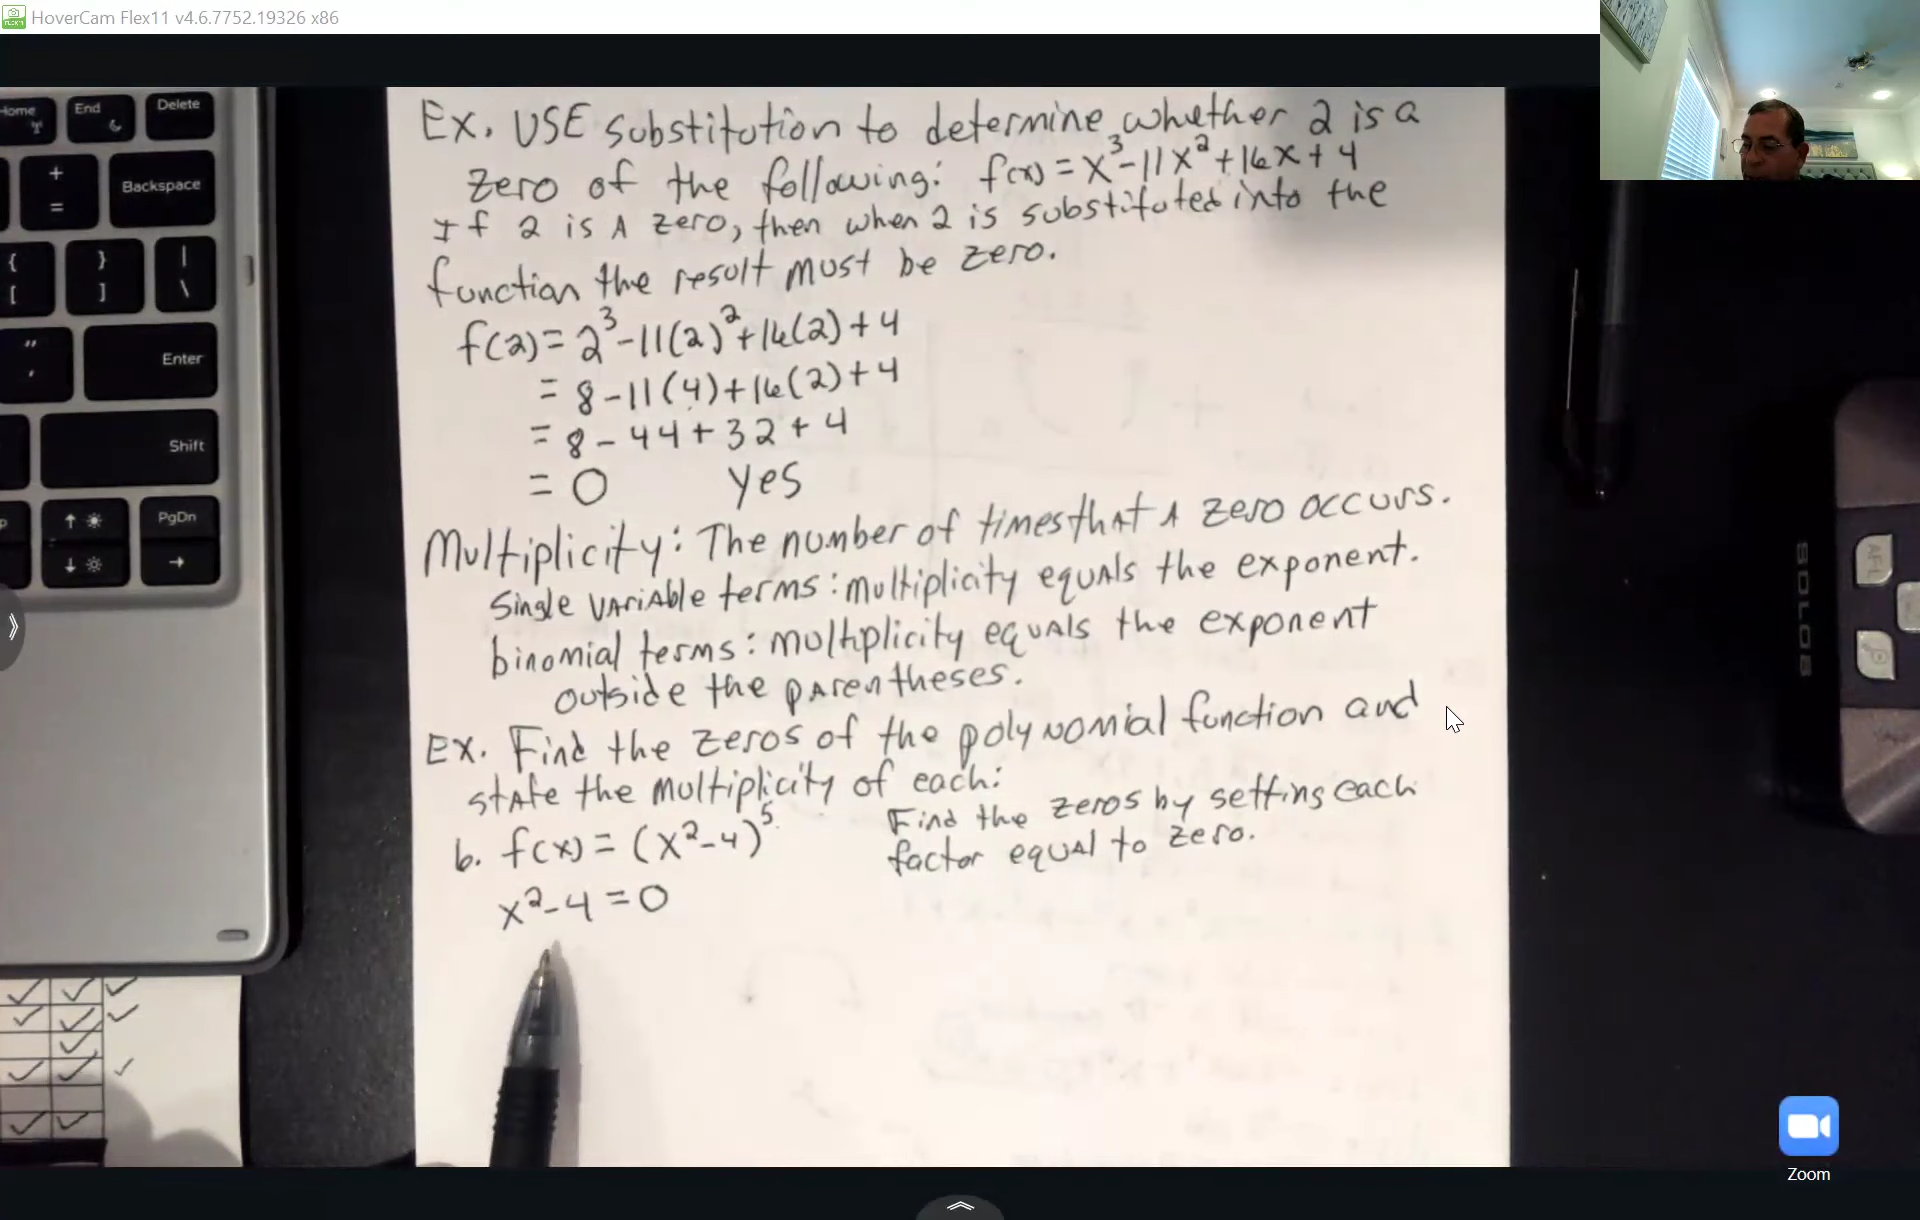 HoverCam Flex11 v4.6.7752.19326 x86
Home End Delete
+ = Backspace
{ [ } ] | \
" ' Enter
Shift
PgDn
Ex. USE substitution to determine whether 2 is a
zero of the following: f(x) = x³-11x²+16x+4
If 2 is A zero, then when 2 is substituted into the
function the result must be zero.
f(2) = 2³-11(2)²+16(2)+4
= 8-11(4)+16(2)+4
= 8-44+32+4
= 0 yes
Multiplicity: The number of times that A zero occurs.
Single variable terms: multiplicity equals the exponent.
binomial terms: multiplicity equals the exponent
outside the parentheses.
Ex. Find the zeros of the polynomial function and
state the multiplicity of each:
b. f(x) = (x²-4)⁵
Find the zeros by setting each
factor equal to zero.
x²-4=0
Zoom